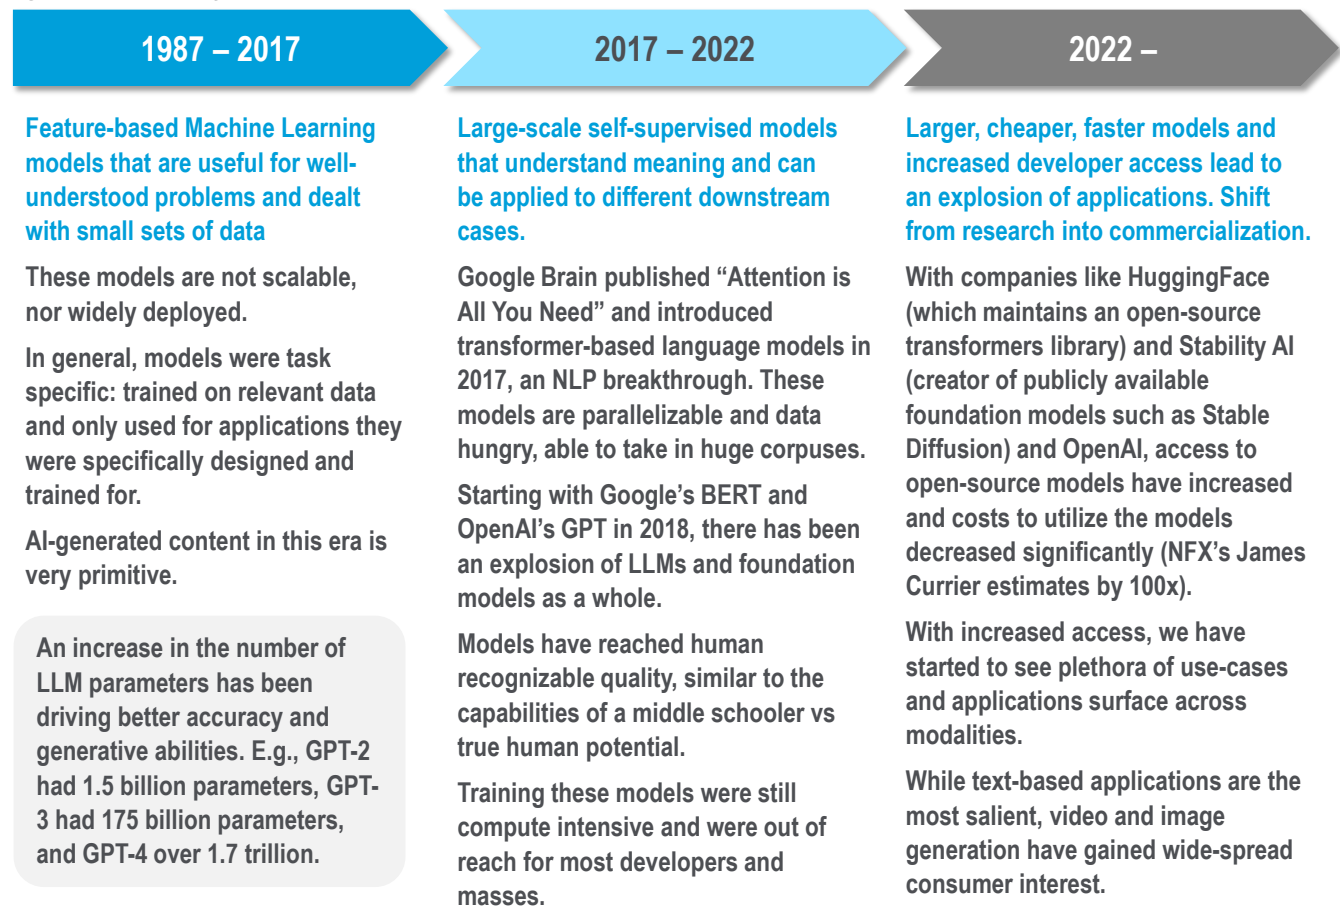 1987 – 2017
Feature-based Machine Learning
models that are useful for well-
understood problems and dealt
with small sets of data
These models are not scalable,
nor widely deployed.
In general, models were task
specific: trained on relevant data
and only used for applications they
were specifically designed and
trained for.
AI-generated content in this era is
very primitive.
An increase in the number of
LLM parameters has been
driving better accuracy and
generative abilities. E.g., GPT-2
had 1.5 billion parameters, GPT-
3 had 175 billion parameters,
and GPT-4 over 1.7 trillion.
2017 – 2022
Large-scale self-supervised models
that understand meaning and can
be applied to different downstream
cases.
Google Brain published “Attention is
All You Need” and introduced
transformer-based language models in
2017, an NLP breakthrough. These
models are parallelizable and data
hungry, able to take in huge corpuses.
Starting with Google’s BERT and
OpenAI’s GPT in 2018, there has been
an explosion of LLMs and foundation
models as a whole.
Models have reached human
recognizable quality, similar to the
capabilities of a middle schooler vs
true human potential.
Training these models were still
compute intensive and were out of
reach for most developers and
masses.
2022 –
Larger, cheaper, faster models and
increased developer access lead to
an explosion of applications. Shift
from research into commercialization.
With companies like HuggingFace
(which maintains an open-source
transformers library) and Stability AI
(creator of publicly available
foundation models such as Stable
Diffusion) and OpenAI, access to
open-source models have increased
and costs to utilize the models
decreased significantly (NFX’s James
Currier estimates by 100x).
With increased access, we have
started to see plethora of use-cases
and applications surface across
modalities.
While text-based applications are the
most salient, video and image
generation have gained wide-spread
consumer interest.